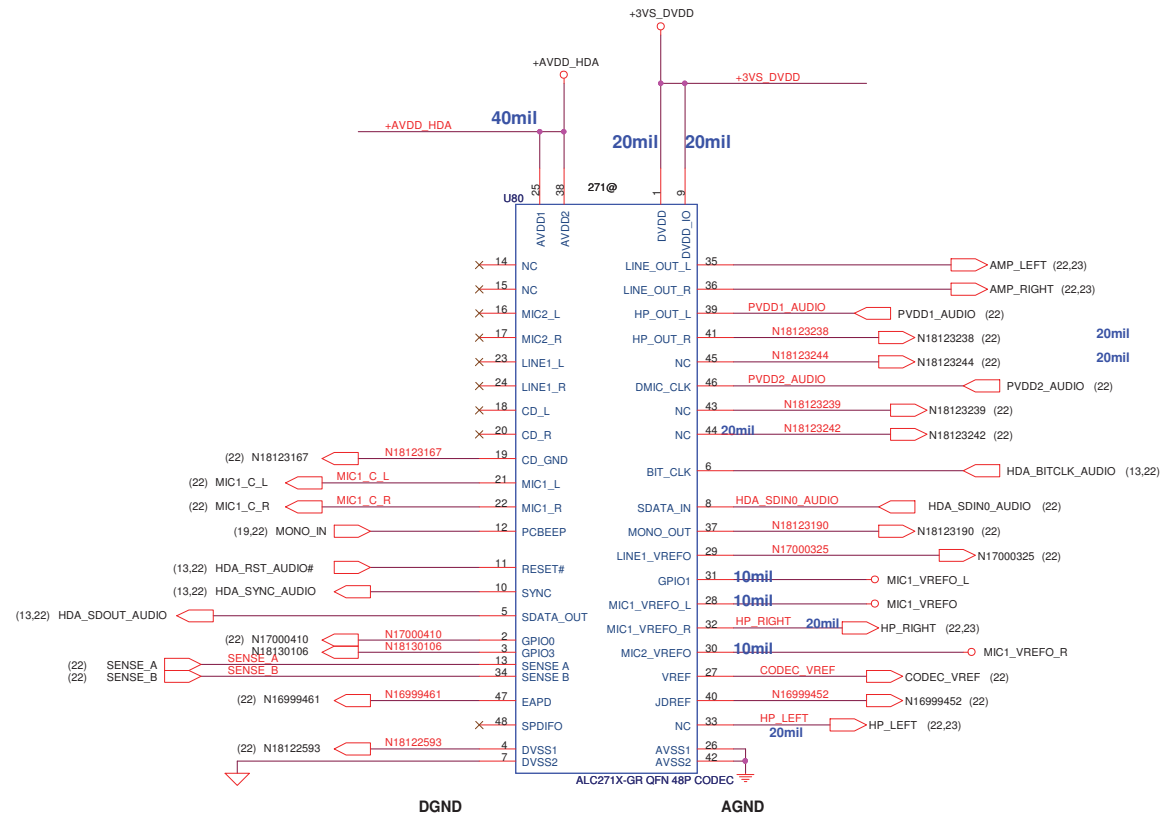 +3VS_DVDD
+AVDD_HDA
+3VS_DVDD
40mil
+AVDD_HDA
20mil 20mil
25 38 271@ 1 9
U80
AVDD1 AVDD2 DVDD DVDD_IO
14 NC LINE_OUT_L 35 AMP_LEFT (22,23)
15 NC LINE_OUT_R 36 AMP_RIGHT (22,23)
16 MIC2_L HP_OUT_L 39 PVDD1_AUDIO PVDD1_AUDIO (22)
17 MIC2_R HP_OUT_R 41 N18123238 N18123238 (22) 20mil
23 LINE1_L NC 45 N18123244 N18123244 (22) 20mil
24 LINE1_R DMIC_CLK 46 PVDD2_AUDIO PVDD2_AUDIO (22)
18 CD_L NC 43 N18123239 N18123239 (22)
20 CD_R NC 44 20mil N18123242 N18123242 (22)
(22) N18123167 N18123167 19 CD_GND
BIT_CLK 6 HDA_BITCLK_AUDIO (13,22)
(22) MIC1_C_L MIC1_C_L 21 MIC1_L
(22) MIC1_C_R MIC1_C_R 22 MIC1_R SDATA_IN 8 HDA_SDIN0_AUDIO HDA_SDIN0_AUDIO (22)
(19,22) MONO_IN 12 PCBEEP MONO_OUT 37 N18123190 N18123190 (22)
LINE1_VREFO 29 N17000325 N17000325 (22)
(13,22) HDA_RST_AUDIO# 11 RESET#
GPIO1 31 10mil MIC1_VREFO_L
(13,22) HDA_SYNC_AUDIO 10 SYNC
MIC1_VREFO_L 28 10mil MIC1_VREFO
(13,22) HDA_SDOUT_AUDIO 5 SDATA_OUT
MIC1_VREFO_R 32 HP_RIGHT 20mil HP_RIGHT (22,23)
(22) N17000410 N17000410 2 GPIO0
N18130106 N18130106 3 GPIO3 MIC2_VREFO 30 10mil MIC1_VREFO_R
(22) SENSE_A SENSE_A 13 SENSE A
(22) SENSE_B SENSE_B 34 SENSE B VREF 27 CODEC_VREF CODEC_VREF (22)
(22) N16999461 N16999461 47 EAPD JDREF 40 N16999452 N16999452 (22)
48 SPDIFO NC 33 HP_LEFT HP_LEFT (22,23)
20mil
(22) N18122593 N18122593 4 DVSS1 AVSS1 26
7 DVSS2 AVSS2 42
ALC271X-GR QFN 48P CODEC
DGND AGND